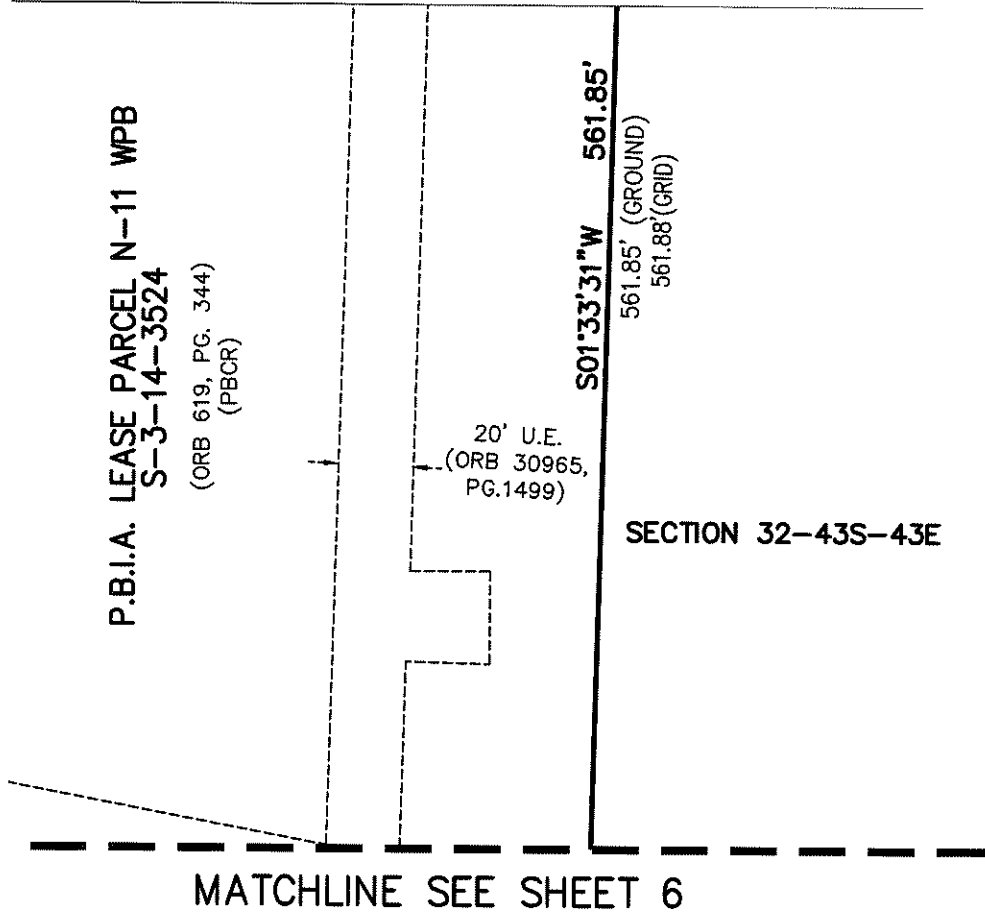 P.B.I.A. LEASE PARCEL N-11 WPB
S-3-14-3524
(ORB 619, PG. 344)
(PBCR)
20' U.E.
(ORB 30965,
PG.1499)
S01°33'31"W 561.85'
561.85' (GROUND)
561.88'(GRID)
SECTION 32-43S-43E
MATCHLINE SEE SHEET 6